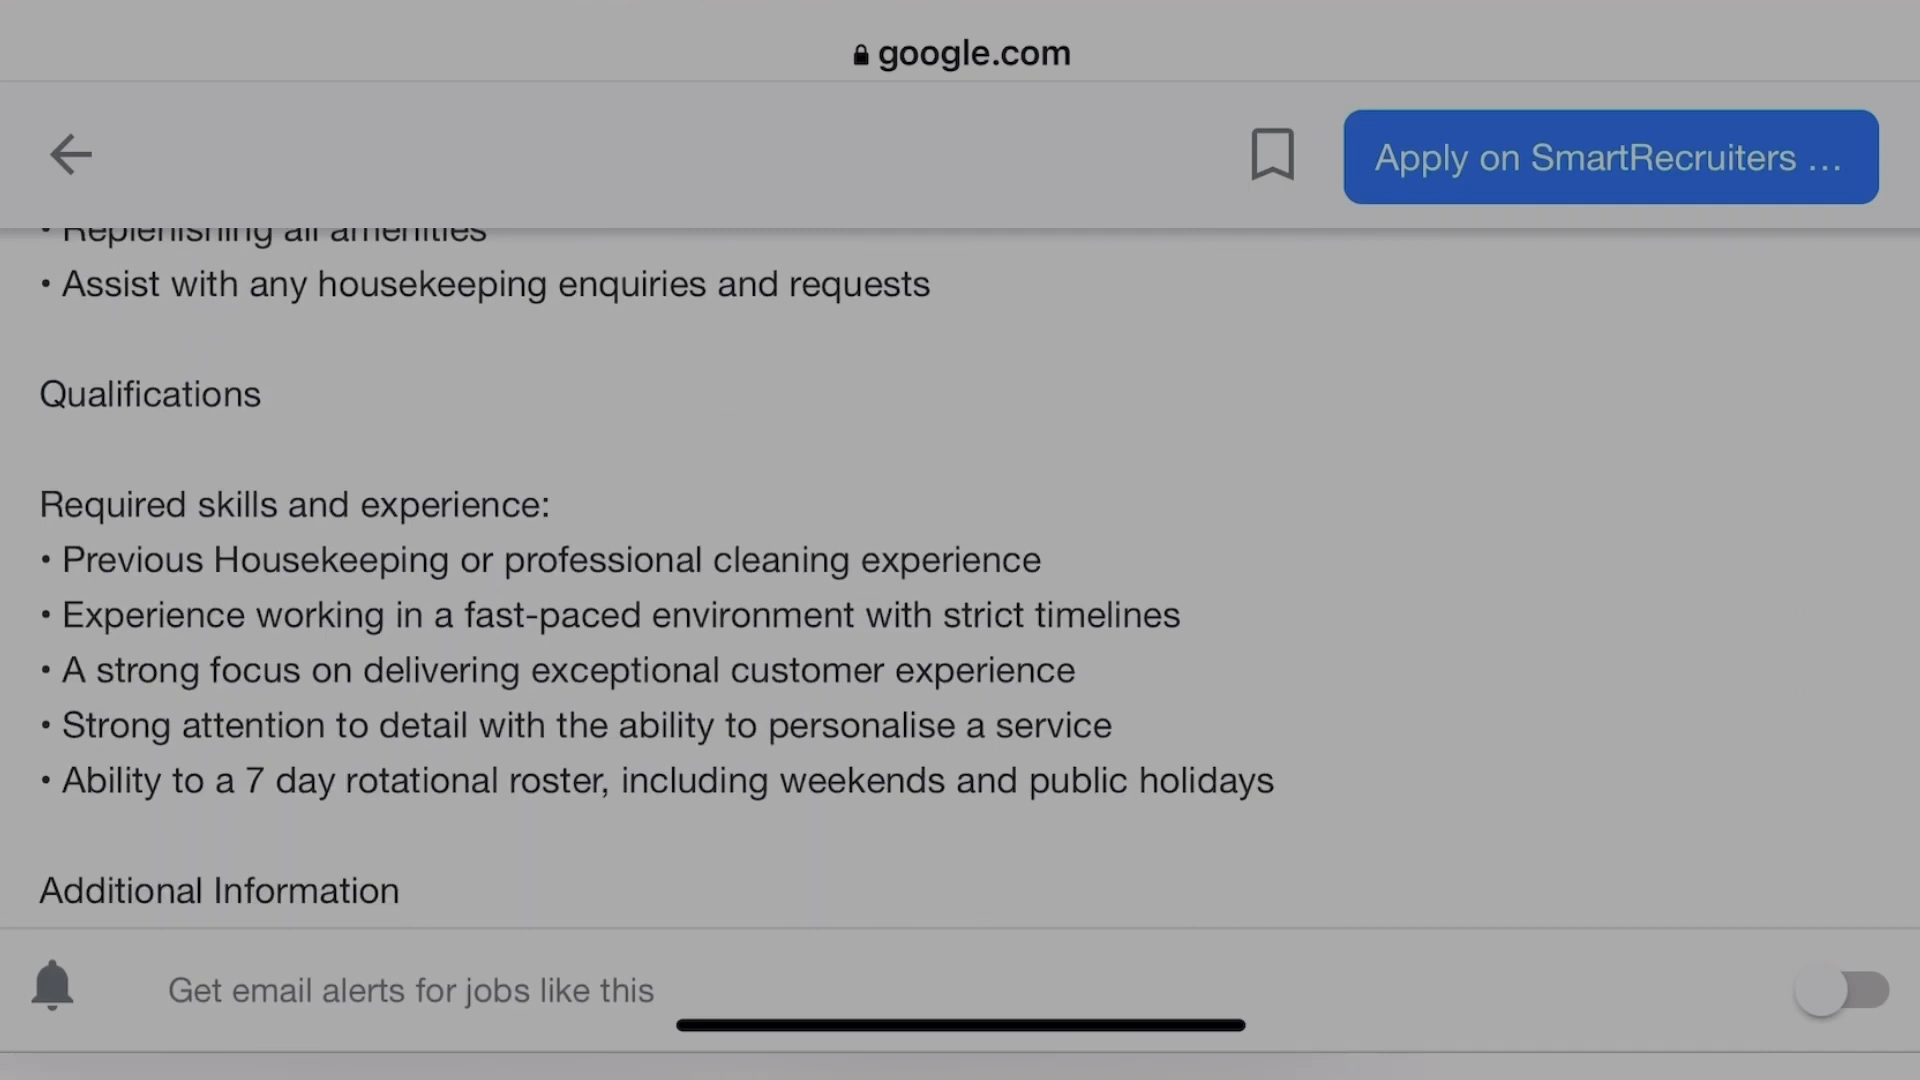 google.com
Apply on SmartRecruiters ...
• Replenishing all amenities
• Assist with any housekeeping enquiries and requests
Qualifications
Required skills and experience:
• Previous Housekeeping or professional cleaning experience
• Experience working in a fast-paced environment with strict timelines
• A strong focus on delivering exceptional customer experience
• Strong attention to detail with the ability to personalise a service
• Ability to a 7 day rotational roster, including weekends and public holidays
Additional Information
Get email alerts for jobs like this